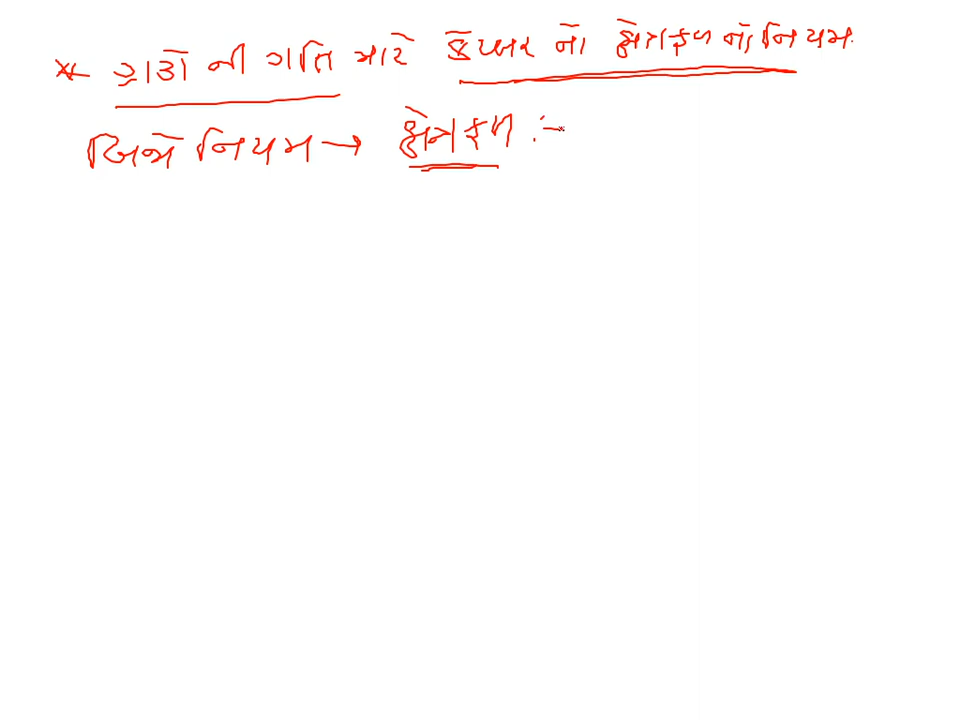 * ગ્રહો ની ગતિ માટે કેપ્લર નો ક્ષેત્રફળ નો નિયમ.
બિજો નિયમ → ક્ષેત્રફળ :→